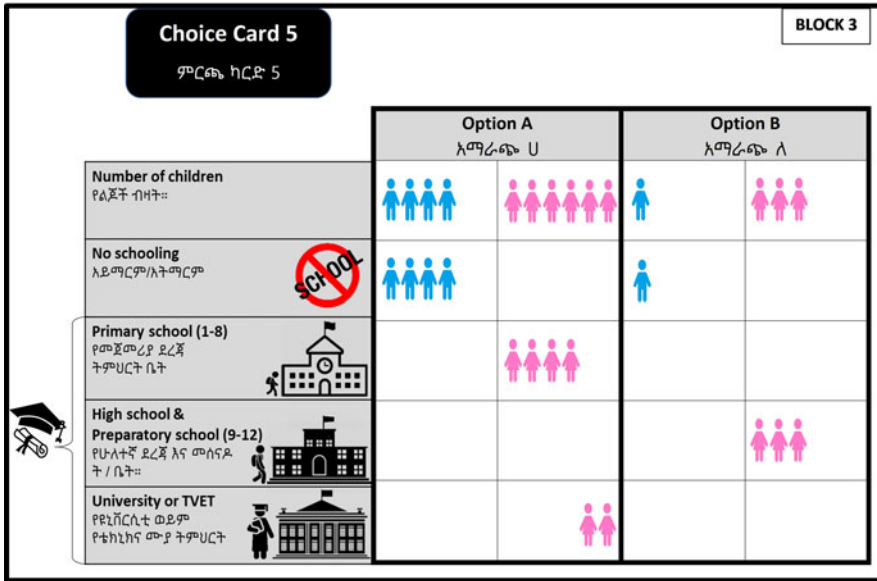 Choice Card 5
ምርጫ ካርድ 5
BLOCK 3
Option A
አማራጭ ሀ
Option B
አማራጭ ለ
Number of children
የልጆች ብዛት።
No schooling
አይማርም/አትማርም
SCHOOL
Primary school (1-8)
የመጀመሪያ ደረጃ
ትምህርት ቤት
High school &
Preparatory school (9-12)
የሁለተኛ ደረጃ እና መሰናዶ
ት / ቤት።
University or TVET
የዩኒቨርሲቲ ወይም
የቴክኒክና ሙያ ትምህርት